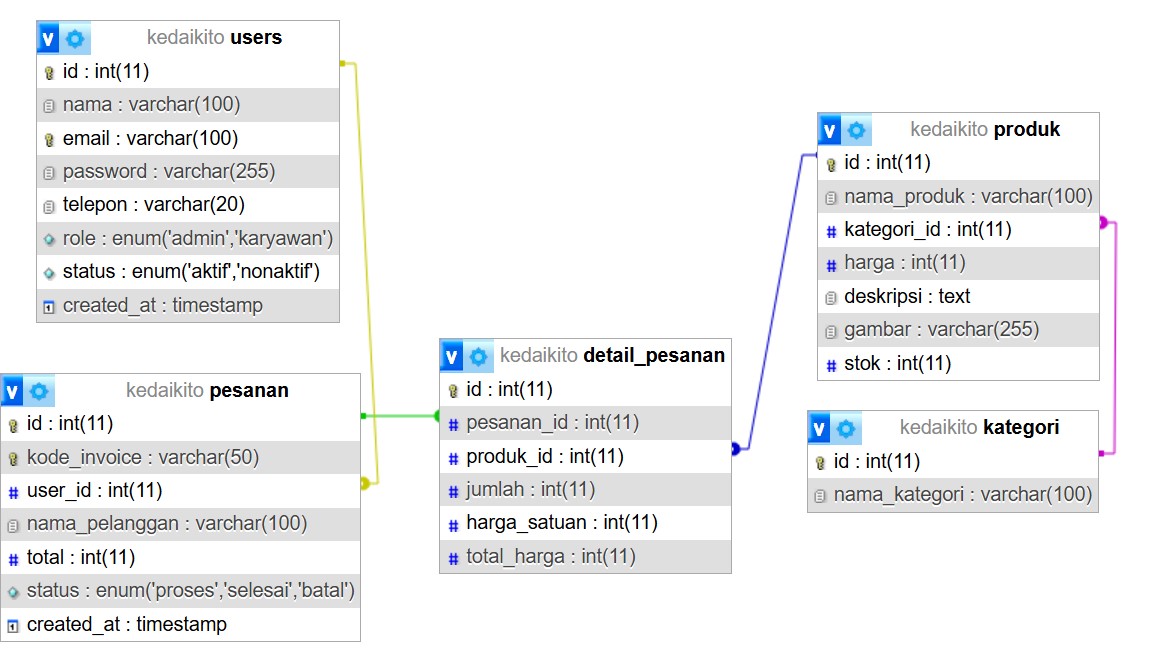 kedaikito users
id : int(11)
nama : varchar(100)
email : varchar(100)
password : varchar(255)
telepon : varchar(20)
role : enum('admin','karyawan')
status : enum('aktif','nonaktif')
created_at : timestamp
kedaikito pesanan
id : int(11)
kode_invoice : varchar(50)
user_id : int(11)
nama_pelanggan : varchar(100)
total : int(11)
status : enum('proses','selesai','batal')
created_at : timestamp
kedaikito detail_pesanan
id : int(11)
pesanan_id : int(11)
produk_id : int(11)
jumlah : int(11)
harga_satuan : int(11)
total_harga : int(11)
kedaikito produk
id : int(11)
nama_produk : varchar(100)
kategori_id : int(11)
harga : int(11)
deskripsi : text
gambar : varchar(255)
stok : int(11)
kedaikito kategori
id : int(11)
nama_kategori : varchar(100)